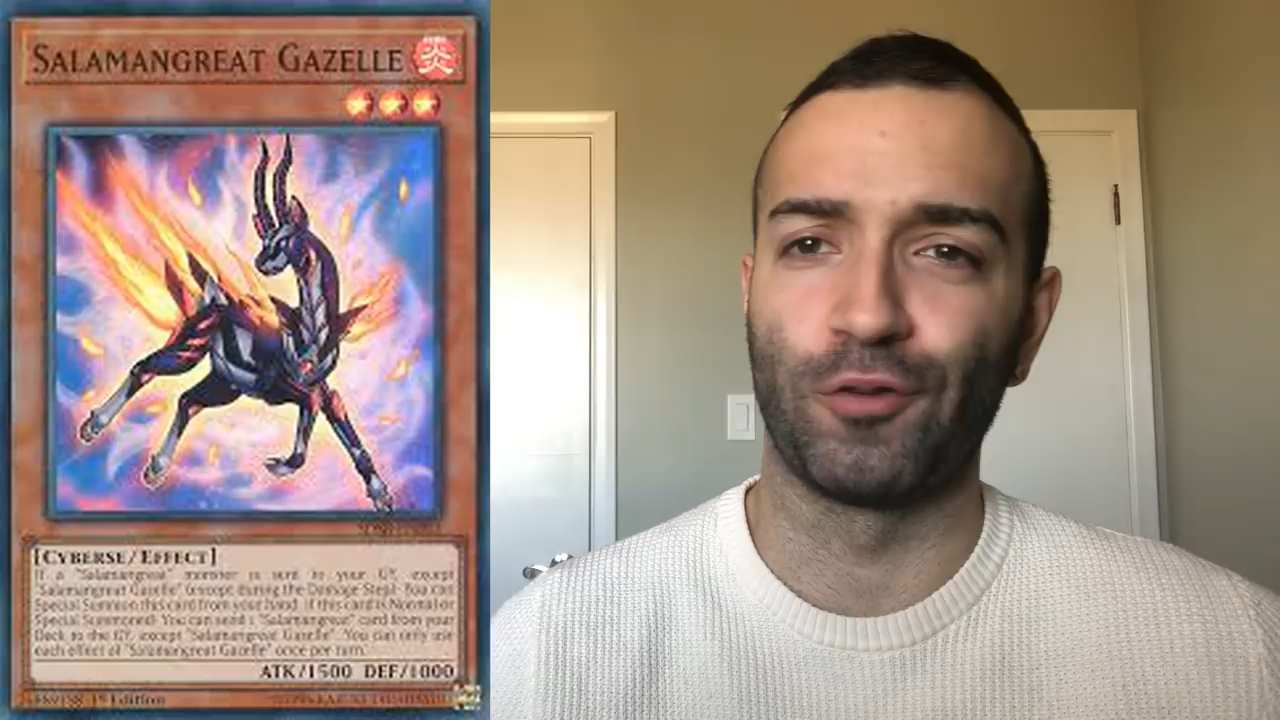 SALAMANGREAT GAZELLE 炎
[CYBERSE/EFFECT]
If a "Salamangreat" monster is sent to your GY, except
"Salamangreat Gazelle" (except during the Damage Step): You can
Special Summon this card from your hand. If this card is Normal or
Special Summoned: You can send 1 "Salamangreat" card from your
Deck to the GY, except "Salamangreat Gazelle". You can only use
each effect of "Salamangreat Gazelle" once per turn.
ATK/1500 DEF/1000
Edition